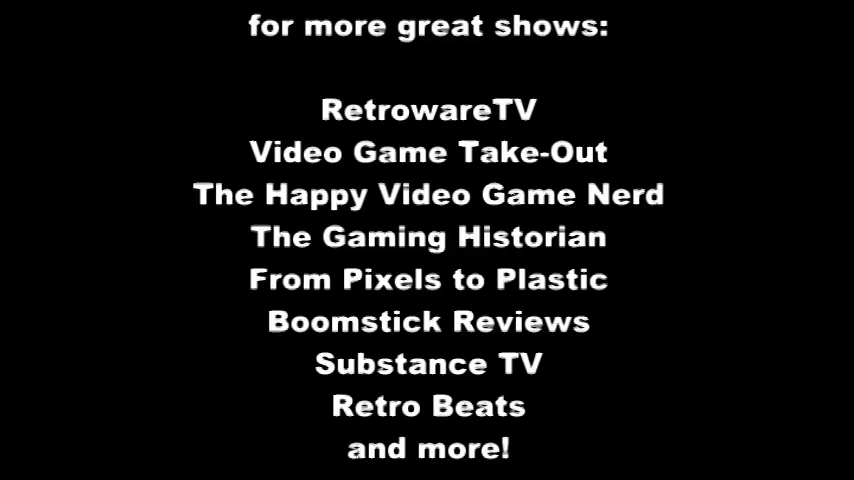 for more great shows:
RetrowareTV
Video Game Take-Out
The Happy Video Game Nerd
The Gaming Historian
From Pixels to Plastic
Boomstick Reviews
Substance TV
Retro Beats
and more!